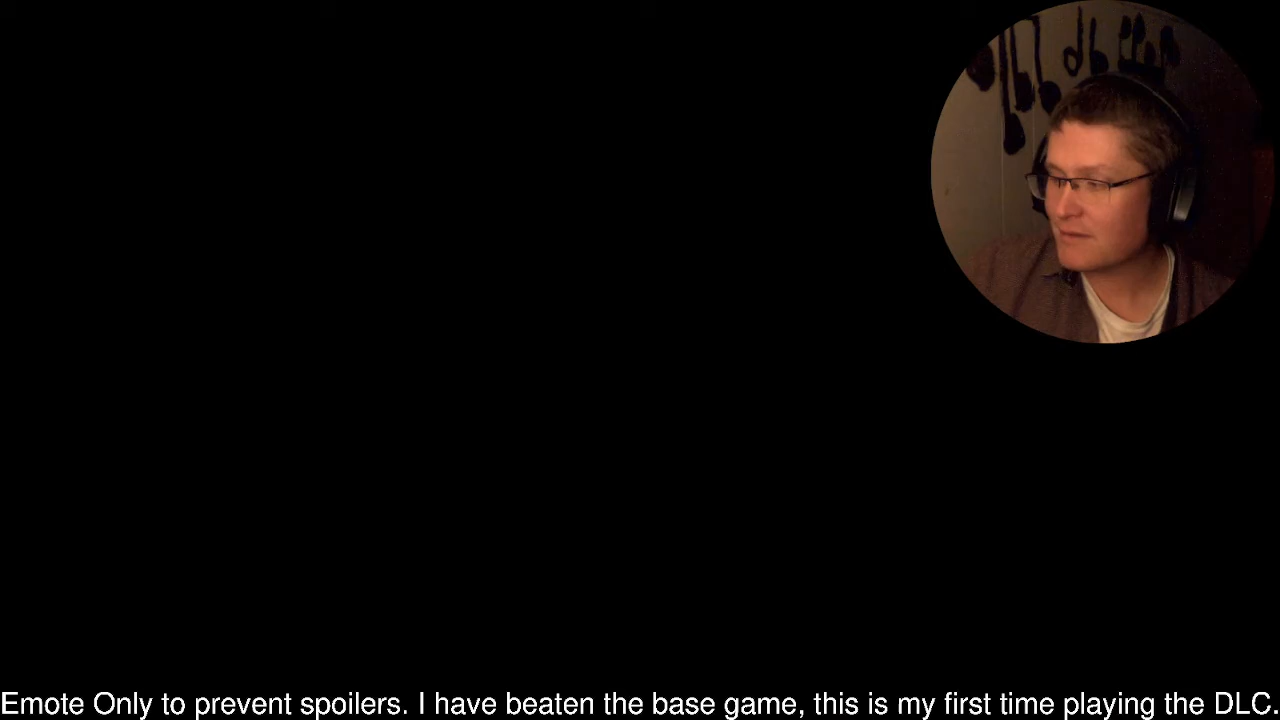 Emote Only to prevent spoilers. I have beaten the base game, this is my first time playing the DLC.